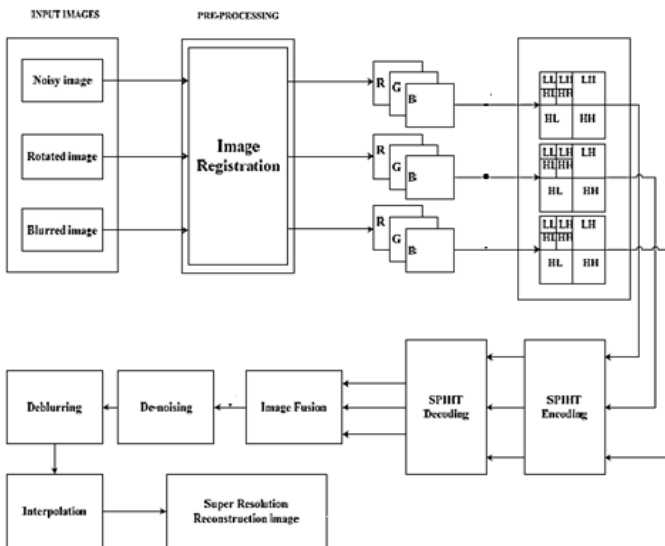 INPUT IMAGES
PRE-PROCESSING
Noisy image
Rotated image
Blurred image
Image
Registration
R
G
B
R
G
B
R
G
B
LL LH LH
HL HH
HL HH
LL LH LH
HL HH
HL HH
LL LH LH
HL HH
HL HH
Deblurring
De-noising
Image Fusion
SPIHT
Decoding
SPIHT
Encoding
Interpolation
Super Resolution
Reconstruction Image